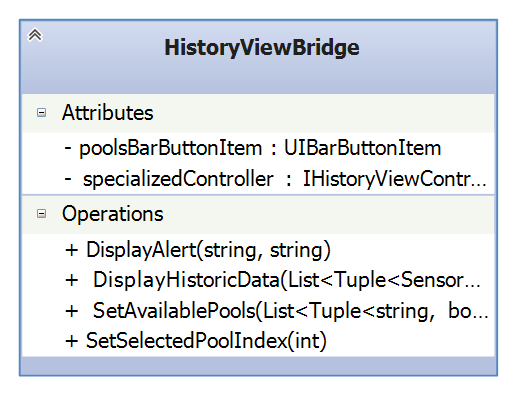 HistoryViewBridge
Attributes
- poolsBarButtonItem : UIBarButtonItem
- specializedController : IHistoryViewContr...
Operations
+ DisplayAlert(string, string)
+ DisplayHistoricData(List<Tuple<Sensor...
+ SetAvailablePools(List<Tuple<string, bo...
+ SetSelectedPoolIndex(int)